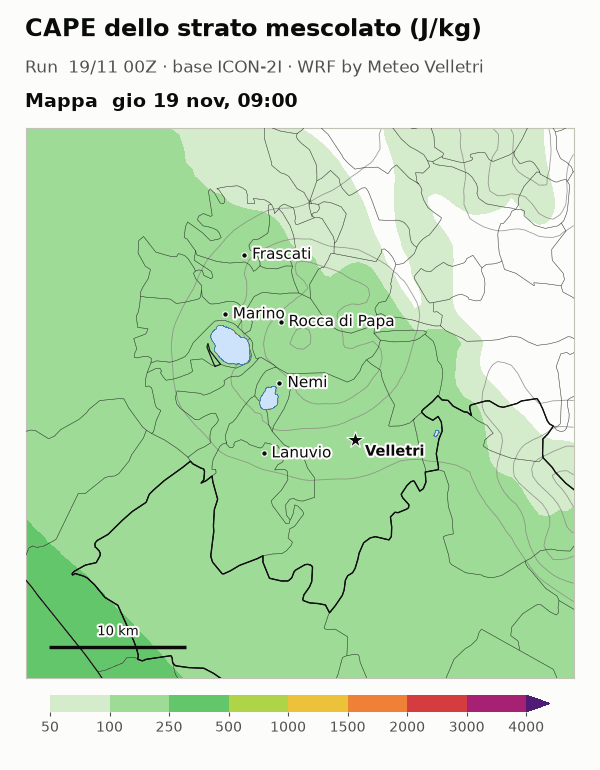 CAPE dello strato mescolato (J/kg)
Run 19/11 00Z · base ICON-2I · WRF by Meteo Velletri
Mappa gio 19 nov, 09:00
Frascati
Marino
Rocca di Papa
Nemi
Velletri
Lanuvio
10 km
50 100 250 500 1000 1500 2000 3000 4000